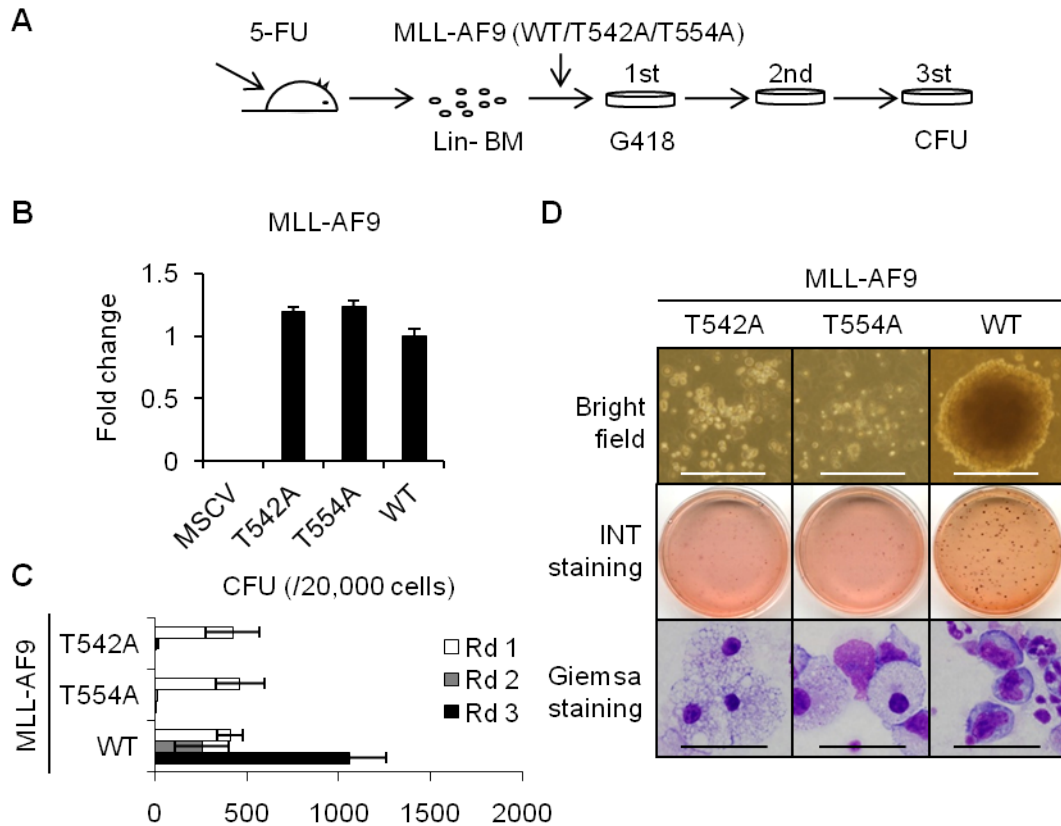 A
5-FU
MLL-AF9 (WT/T542A/T554A)
1st
2nd
3st
Lin- BM
G418
CFU
B
MLL-AF9
Fold change
1.5
1
0.5
0
MSCV
T542A
T554A
WT
C
CFU (/20,000 cells)
MLL-AF9
T542A
T554A
WT
Rd 1
Rd 2
Rd 3
0 500 1000 1500 2000
D
MLL-AF9
T542A T554A WT
Bright
field
INT
staining
Giemsa
staining